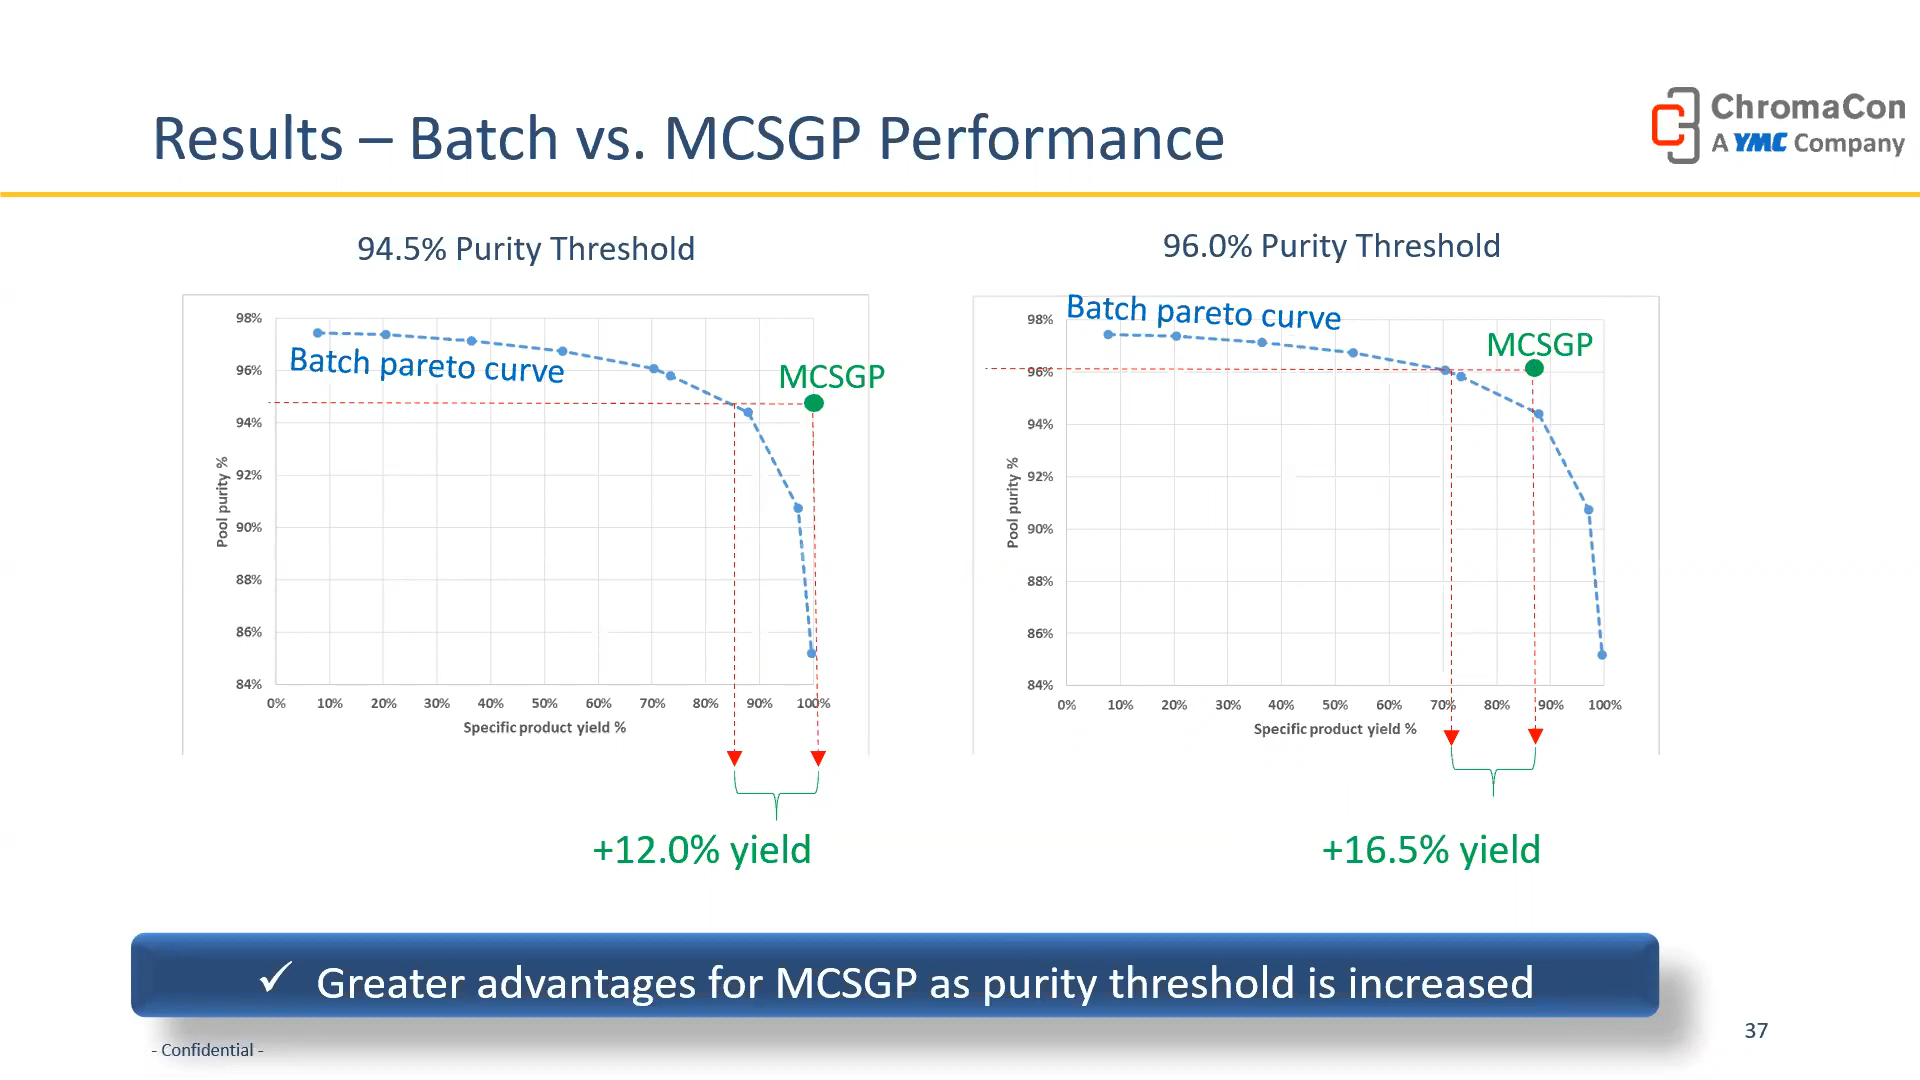 Results – Batch vs. MCSGP Performance
ChromaCon
A YMC Company
94.5% Purity Threshold
98%
96%
94%
92%
90%
88%
86%
84%
Pool purity %
Batch pareto curve
MCSGP
0% 10% 20% 30% 40% 50% 60% 70% 80% 90% 100%
Specific product yield %
+12.0% yield
96.0% Purity Threshold
98%
96%
94%
92%
90%
88%
86%
84%
Pool purity %
Batch pareto curve
MCSGP
0% 10% 20% 30% 40% 50% 60% 70% 80% 90% 100%
Specific product yield %
+16.5% yield
✓ Greater advantages for MCSGP as purity threshold is increased
- Confidential -
37